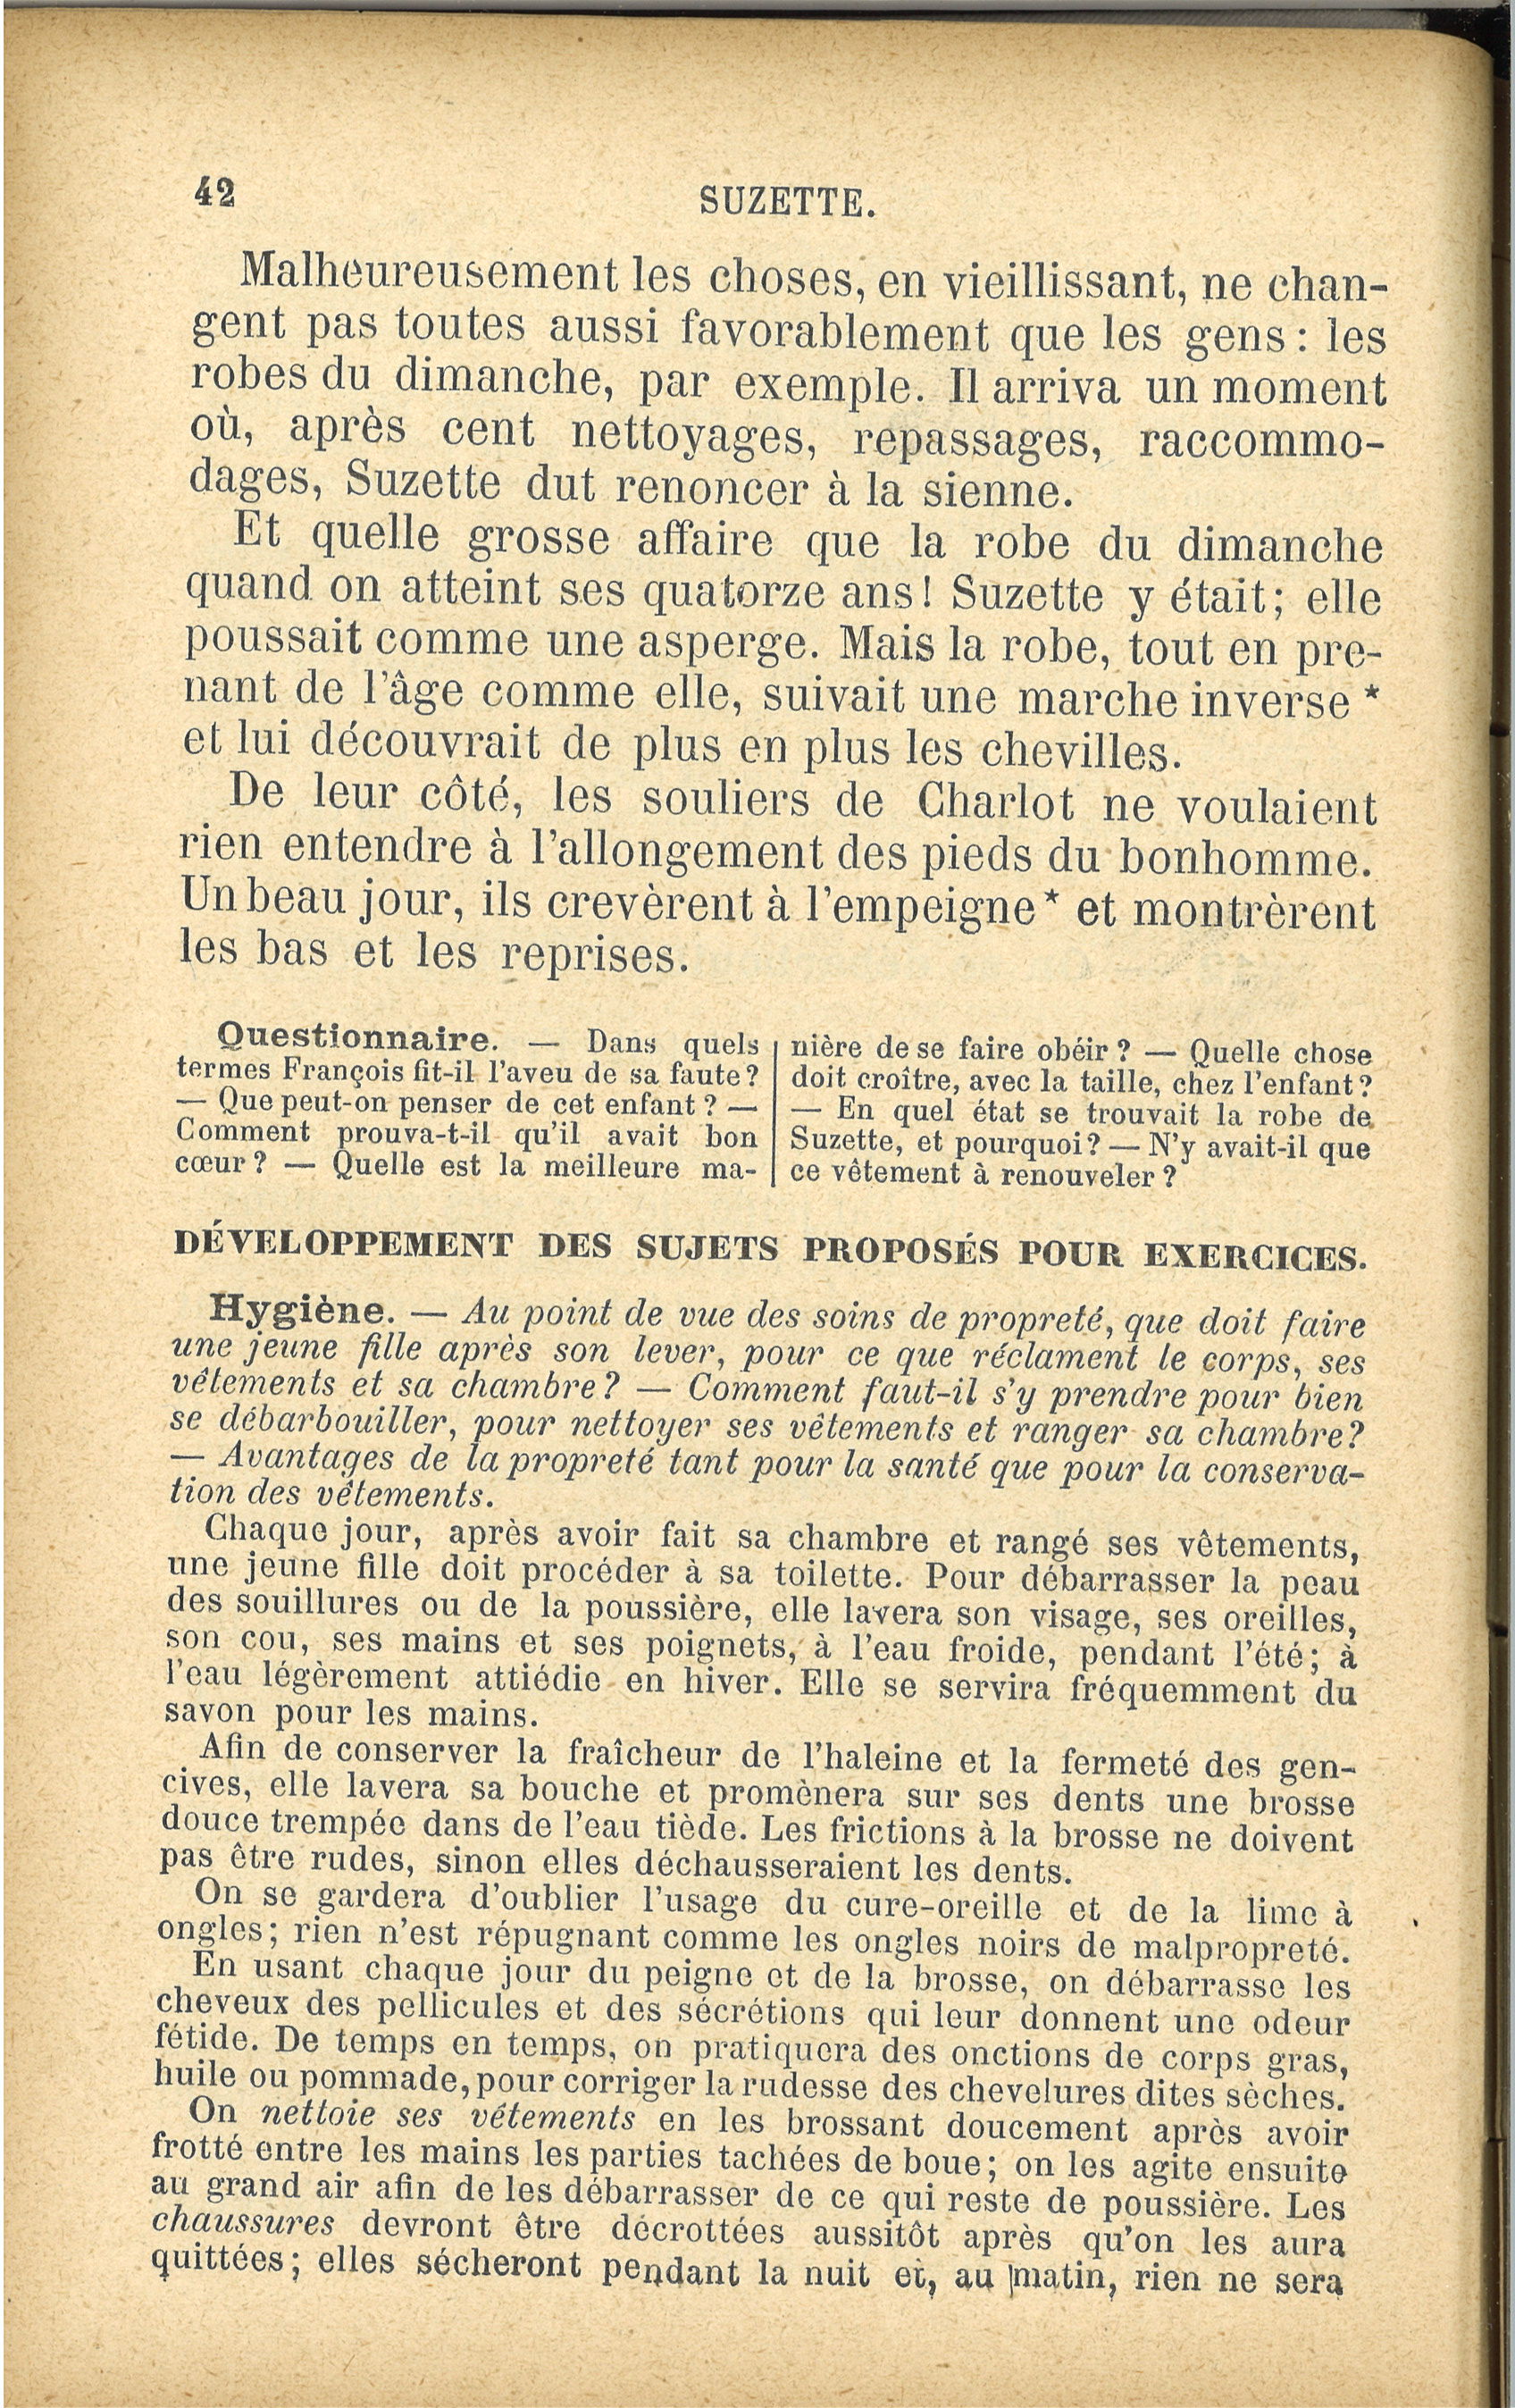 42
SUZETTE.
Malheureusement les choses, en vieillissant, ne chan-
gent pas toutes aussi favorablement que les gens : les
robes du dimanche, par exemple. Il arriva un moment
où, après cent nettoyages, repassages, raccommo-
dages, Suzette dut renoncer à la sienne.
Et quelle grosse affaire que la robe du dimanche
quand on atteint ses quatorze ans! Suzette y était; elle
poussait comme une asperge. Mais la robe, tout en pre-
nant de l'âge comme elle, suivait une marche inverse *
et lui découvrait de plus en plus les chevilles.
De leur côté, les souliers de Charlot ne voulaient
rien entendre à l'allongement des pieds du bonhomme.
Un beau jour, ils crevèrent à l'empeigne* et montrèrent
les bas et les reprises.
Questionnaire. — Dans quels
termes François fit-il l'aveu de sa faute?
— Que peut-on penser de cet enfant ? —
Comment prouva-t-il qu'il avait bon
cœur ? — Quelle est la meilleure ma-
nière de se faire obéir ? — Quelle chose
doit croître, avec la taille, chez l'enfant?
— En quel état se trouvait la robe de
Suzette, et pourquoi? — N'y avait-il que
ce vêtement à renouveler ?
DÉVELOPPEMENT DES SUJETS PROPOSÉS POUR EXERCICES.
Hygiène. — Au point de vue des soins de propreté, que doit faire
une jeune fille après son lever, pour ce que réclament le corps, ses
vêtements et sa chambre? — Comment faut-il s'y prendre pour bien
se débarbouiller, pour nettoyer ses vêtements et ranger sa chambre?
— Avantages de la propreté tant pour la santé que pour la conserva-
tion des vêtements.
Chaque jour, après avoir fait sa chambre et rangé ses vêtements,
une jeune fille doit procéder à sa toilette. Pour débarrasser la peau
des souillures ou de la poussière, elle lavera son visage, ses oreilles,
son cou, ses mains et ses poignets, à l'eau froide, pendant l'été; à
l'eau légèrement attiédie en hiver. Elle se servira fréquemment du
savon pour les mains.
Afin de conserver la fraîcheur de l'haleine et la fermeté des gen-
cives, elle lavera sa bouche et promènera sur ses dents une brosse
douce trempée dans de l'eau tiède. Les frictions à la brosse ne doivent
pas être rudes, sinon elles déchausseraient les dents.
On se gardera d'oublier l'usage du cure-oreille et de la lime à
ongles; rien n'est répugnant comme les ongles noirs de malpropreté.
En usant chaque jour du peigne et de la brosse, on débarrasse les
cheveux des pellicules et des sécrétions qui leur donnent une odeur
fétide. De temps en temps, on pratiquera des onctions de corps gras,
huile ou pommade, pour corriger la rudesse des chevelures dites sèches.
On nettoie ses vêtements en les brossant doucement après avoir
frotté entre les mains les parties tachées de boue; on les agite ensuite
au grand air afin de les débarrasser de ce qui reste de poussière. Les
chaussures devront être décrottées aussitôt après qu'on les aura
quittées; elles sécheront pendant la nuit et, au matin, rien ne sera